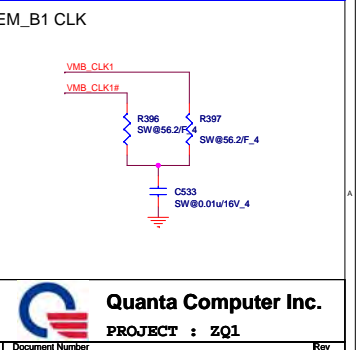 EM_B1 CLK
VMB_CLK1
VMB_CLK1#
R396
SW@56.2/F_4
R397
SW@56.2/F_4
C533
SW@0.01u/16V_4
A
Quanta Computer Inc.
PROJECT : ZQ1
Document Number
Rev